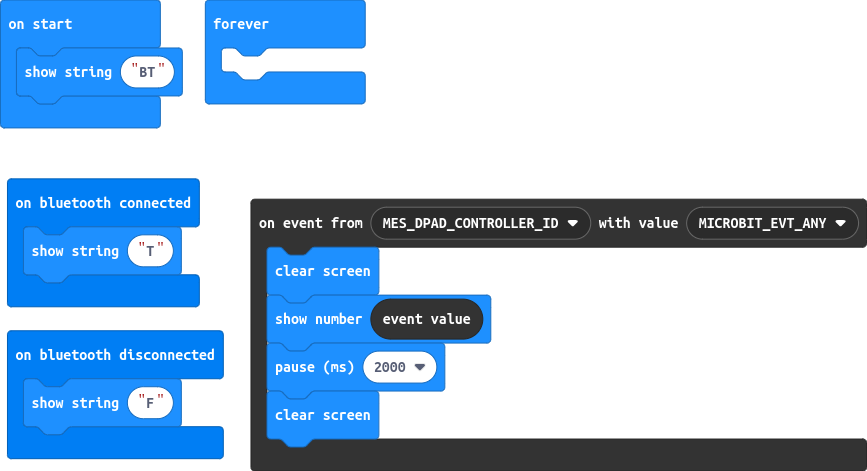 on start
show string "BT"
forever
on bluetooth connected
show string "T"
on bluetooth disconnected
show string "F"
on event from MES_DPAD_CONTROLLER_ID with value MICROBIT_EVT_ANY
clear screen
show number event value
pause (ms) 2000
clear screen